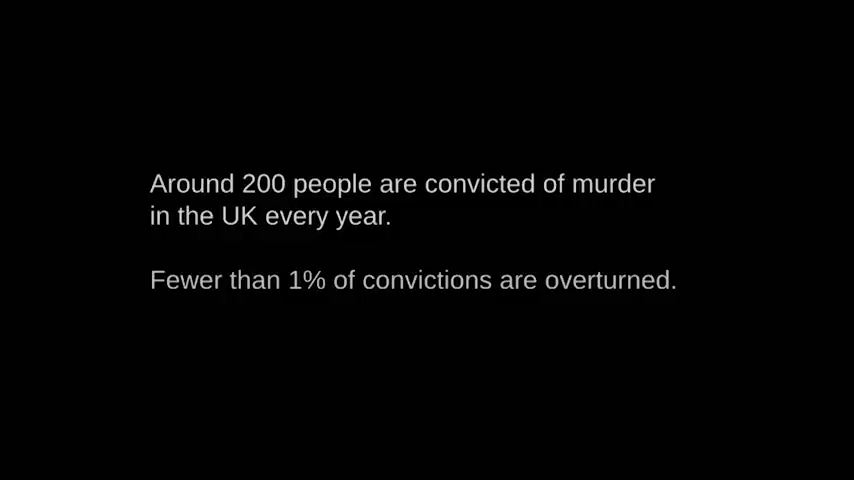 Around 200 people are convicted of murder
in the UK every year.
Fewer than 1% of convictions are overturned.